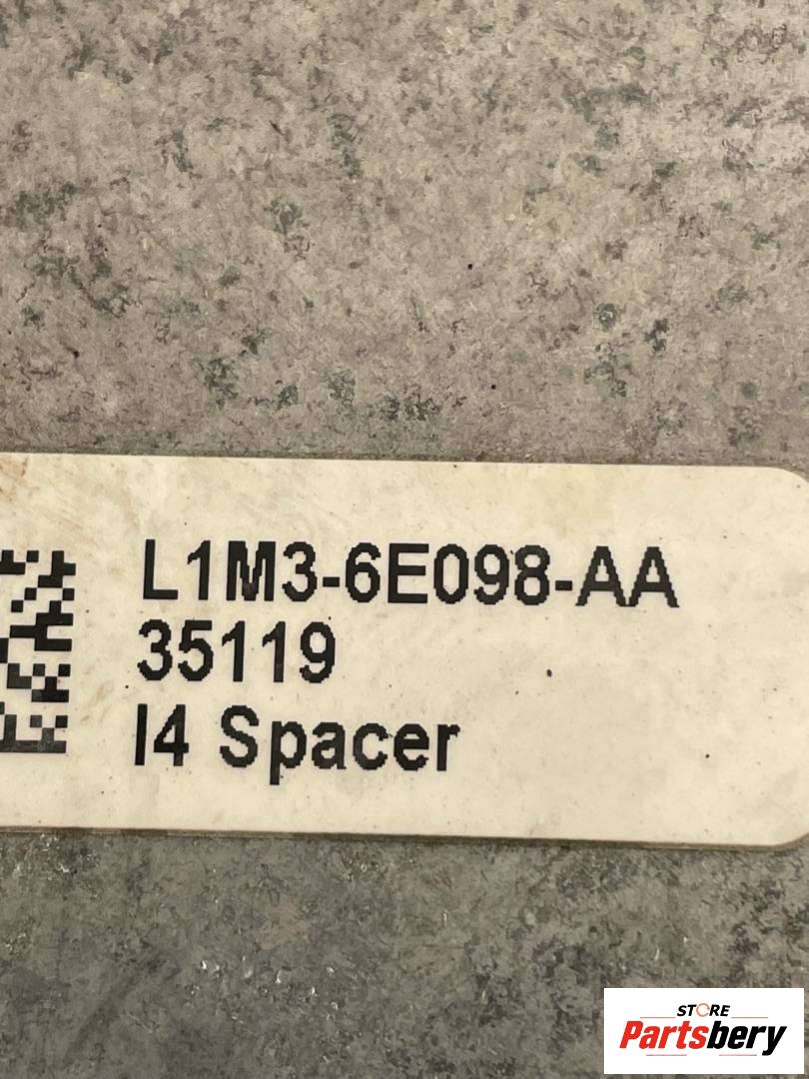 L1M3-6E098-AA
35119
I4 Spacer
STORE
Partsbery